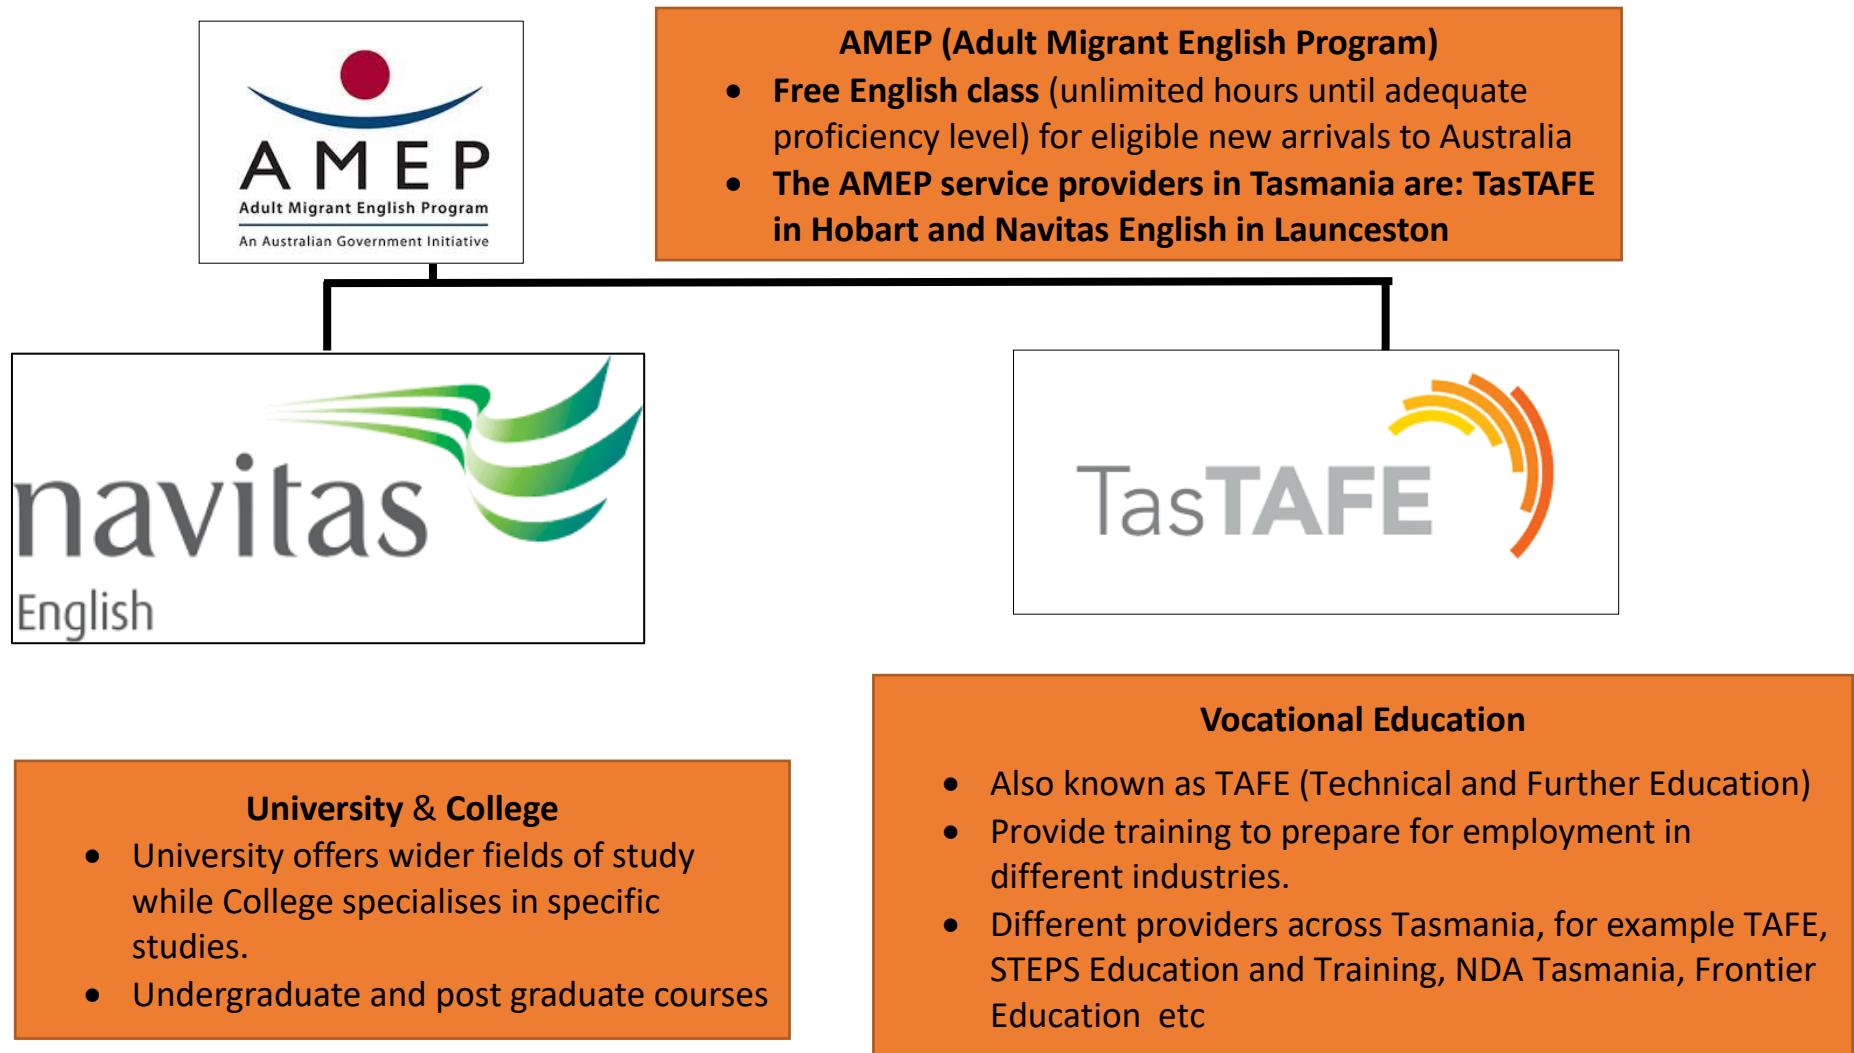 AMEP
Adult Migrant English Program
An Australian Government Initiative
AMEP (Adult Migrant English Program)
• Free English class (unlimited hours until adequate
proficiency level) for eligible new arrivals to Australia
• The AMEP service providers in Tasmania are: TasTAFE
in Hobart and Navitas English in Launceston
navitas
English
TasTAFE
University & College
• University offers wider fields of study
while College specialises in specific
studies.
• Undergraduate and post graduate courses
Vocational Education
• Also known as TAFE (Technical and Further Education)
• Provide training to prepare for employment in
different industries.
• Different providers across Tasmania, for example TAFE,
STEPS Education and Training, NDA Tasmania, Frontier
Education  etc